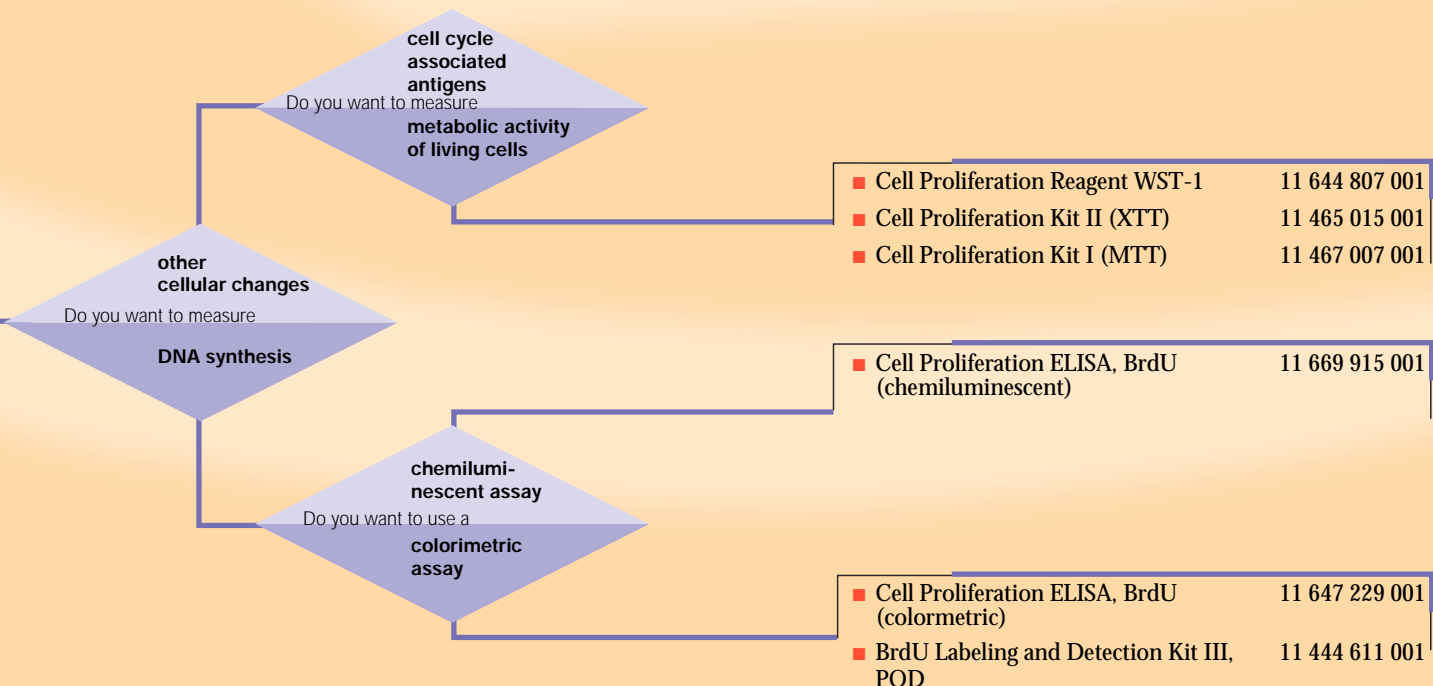 cell cycle
associated
antigens
Do you want to measure
metabolic activity
of living cells
Cell Proliferation Reagent WST-1 11 644 807 001
Cell Proliferation Kit II (XTT) 11 465 015 001
Cell Proliferation Kit I (MTT) 11 467 007 001
other
cellular changes
Do you want to measure
DNA synthesis
Cell Proliferation ELISA, BrdU 11 669 915 001
(chemiluminescent)
chemilumi-
nescent assay
Do you want to use a
colorimetric
assay
Cell Proliferation ELISA, BrdU 11 647 229 001
(colormetric)
BrdU Labeling and Detection Kit III, 11 444 611 001
POD